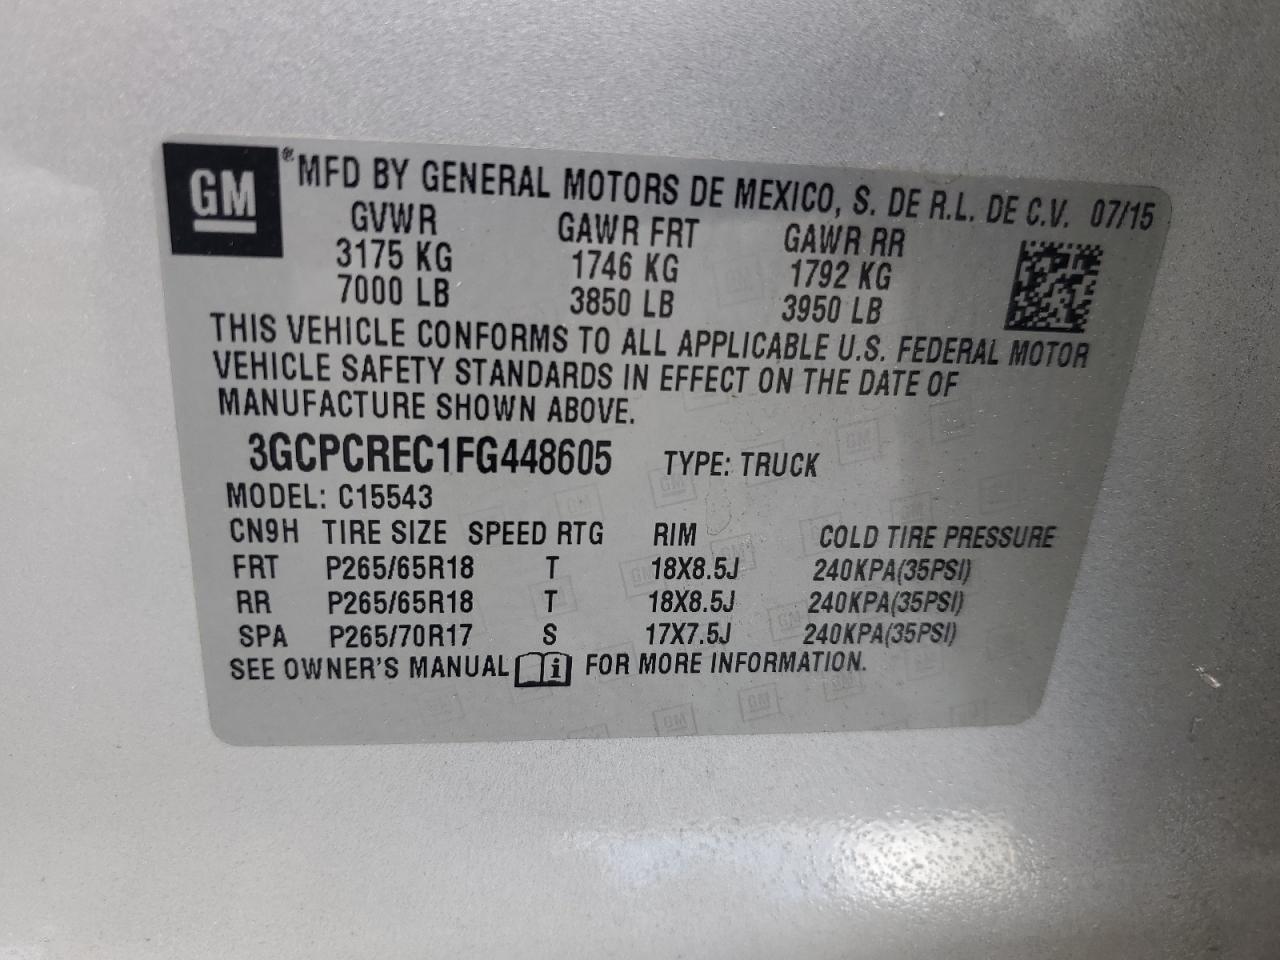 GM ® MFD BY GENERAL MOTORS DE MEXICO, S. DE R.L. DE C.V. 07/15
GVWR GAWR FRT GAWR RR
3175 KG 1746 KG 1792 KG
7000 LB 3850 LB 3950 LB
THIS VEHICLE CONFORMS TO ALL APPLICABLE U.S. FEDERAL MOTOR
VEHICLE SAFETY STANDARDS IN EFFECT ON THE DATE OF
MANUFACTURE SHOWN ABOVE.
3GCPCREC1FG448605 TYPE: TRUCK
MODEL: C15543
CN9H TIRE SIZE SPEED RTG RIM COLD TIRE PRESSURE
FRT P265/65R18 T 18X8.5J 240KPA(35PSI)
RR P265/65R18 T 18X8.5J 240KPA(35PSI)
SPA P265/70R17 S 17X7.5J 240KPA(35PSI)
SEE OWNER'S MANUAL i FOR MORE INFORMATION.